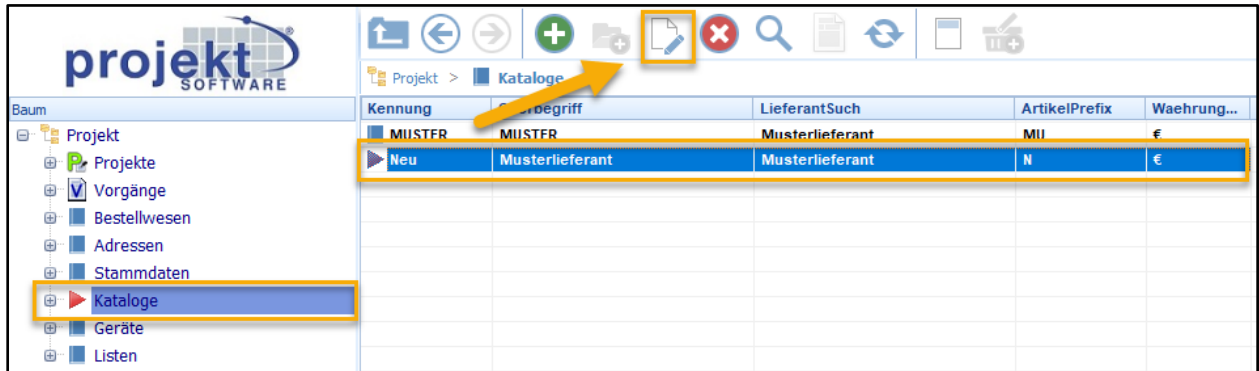 projekt®
SOFTWARE
Projekt > Kataloge
Baum
Kennung LieferantSuch ArtikelPrefix Waehrung...
Projekt
MUSTER MUSTER Musterlieferant MU €
Projekte
Neu Musterlieferant Musterlieferant N €
Vorgänge
Bestellwesen
Adressen
Stammdaten
Kataloge
Geräte
Listen